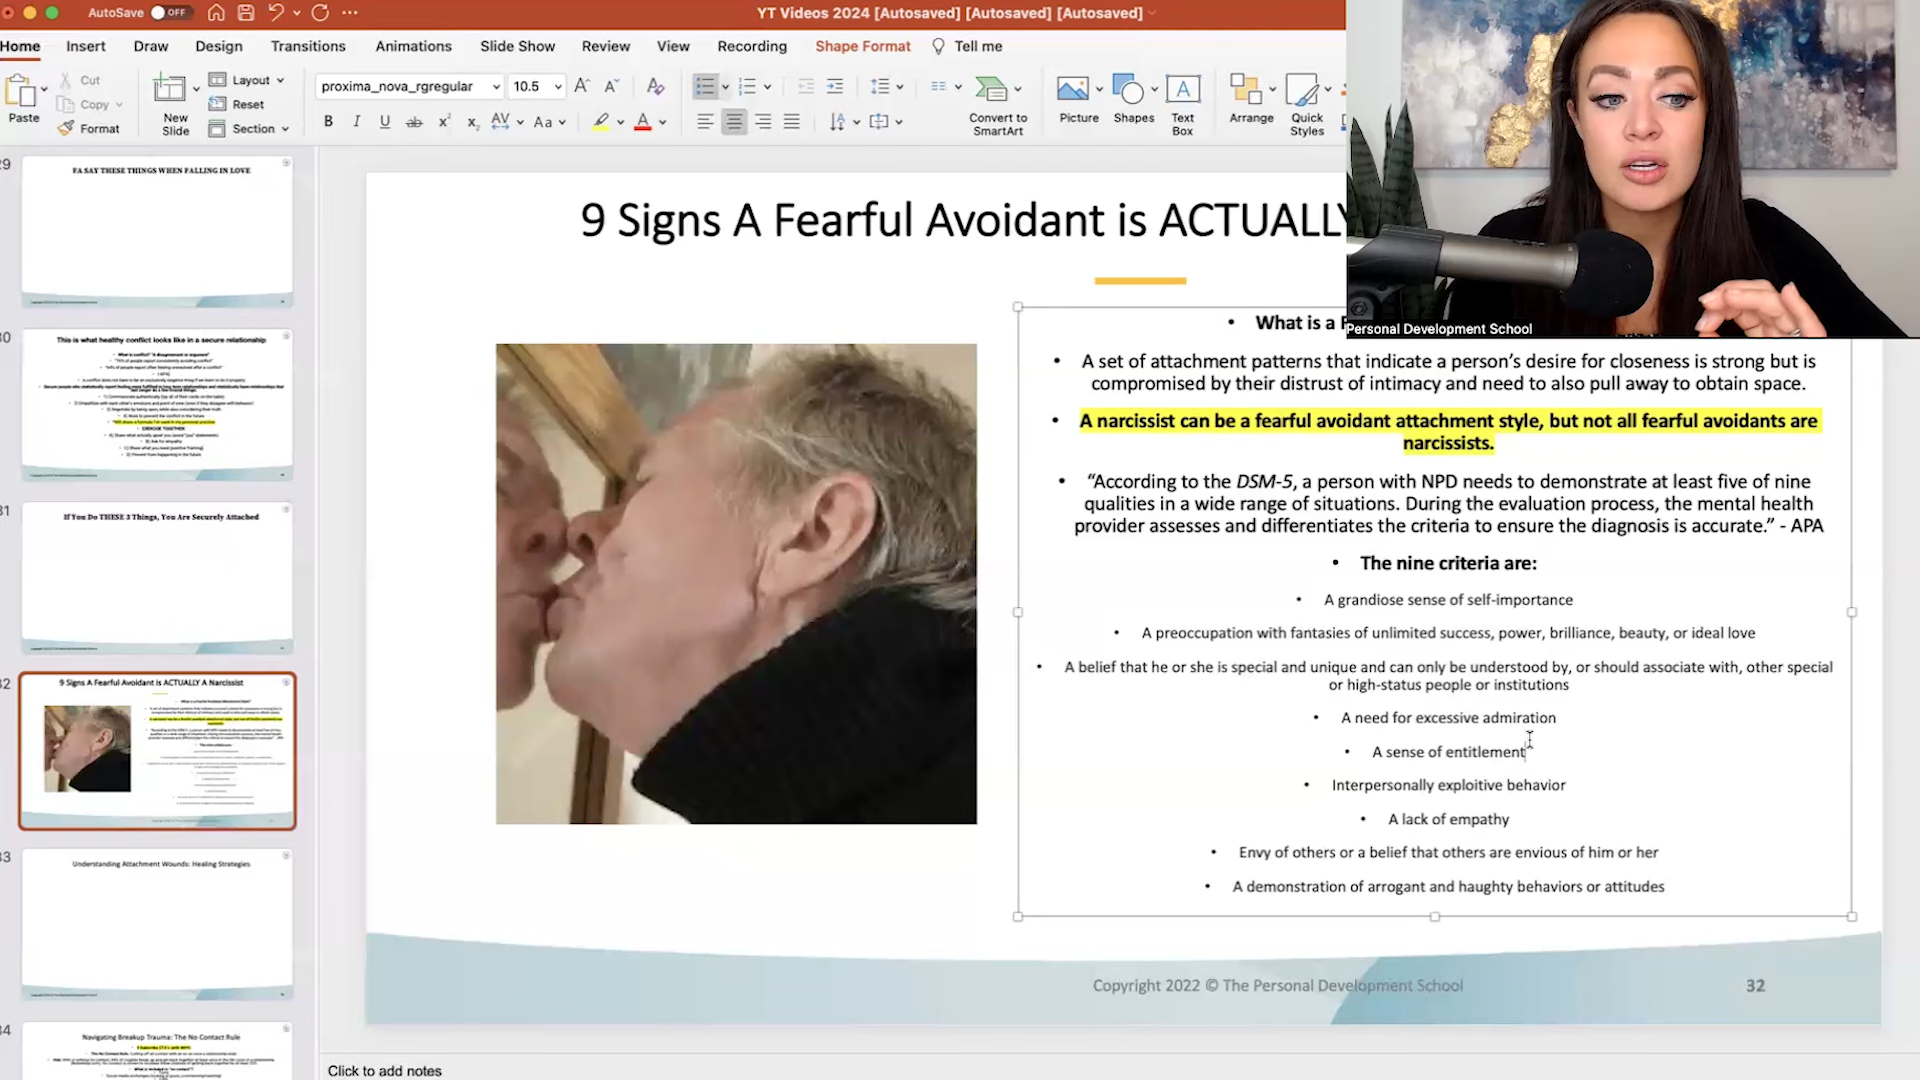 AutoSave OFF
YT Videos 2024 [Autosaved] [Autosaved] [Autosaved]
Home Insert Draw Design Transitions Animations Slide Show Review View Recording Shape Format Tell me
Paste
Cut
Copy
Format
New
Slide
Layout
Reset
Section
proxima_nova_rgregular 10.5
Convert to
SmartArt
Picture
Shapes
Text
Box
Arrange
Quick
Styles
29
FA SAY THESE THINGS WHEN FALLING IN LOVE
30
This is what healthy conflict looks like in a secure relationship
31
If You Do THESE 3 Things, You Are Securely Attached
32
9 Signs A Fearful Avoidant is ACTUALLY A Narcissist
33
Understanding Attachment Wounds: Healing Strategies
34
Navigating Breakup Trauma: The No Contact Rule
9 Signs A Fearful Avoidant is ACTUALLY
Personal Development School
• What is a
• A set of attachment patterns that indicate a person's desire for closeness is strong but is
compromised by their distrust of intimacy and need to also pull away to obtain space.
• A narcissist can be a fearful avoidant attachment style, but not all fearful avoidants are
narcissists.
• “According to the DSM-5, a person with NPD needs to demonstrate at least five of nine
qualities in a wide range of situations. During the evaluation process, the mental health
provider assesses and differentiates the criteria to ensure the diagnosis is accurate.” - APA
• The nine criteria are:
• A grandiose sense of self-importance
• A preoccupation with fantasies of unlimited success, power, brilliance, beauty, or ideal love
• A belief that he or she is special and unique and can only be understood by, or should associate with, other special
or high-status people or institutions
• A need for excessive admiration
• A sense of entitlement
• Interpersonally exploitive behavior
• A lack of empathy
• Envy of others or a belief that others are envious of him or her
• A demonstration of arrogant and haughty behaviors or attitudes
Copyright 2022 © The Personal Development School
32
Click to add notes